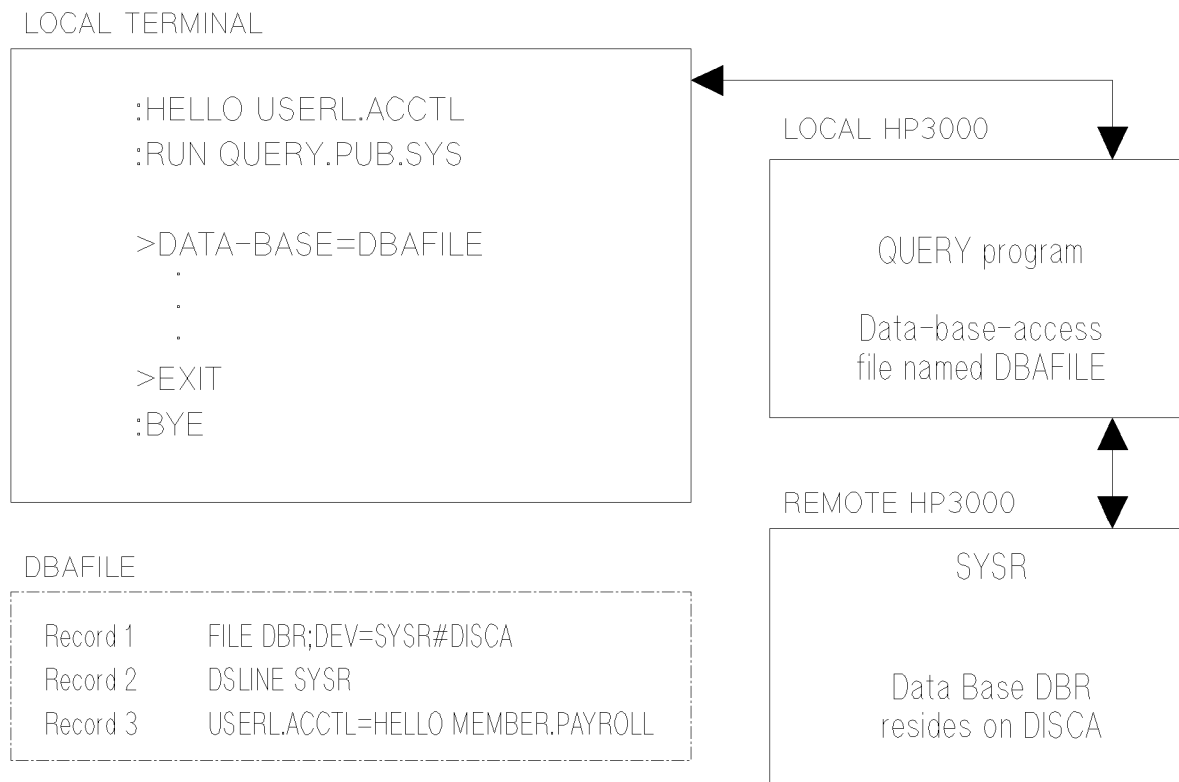 LOCAL TERMINAL
:HELLO USERL.ACCTL
:RUN QUERY.PUB.SYS
>DATA-BASE=DBAFILE
.
.
.
>EXIT
:BYE
LOCAL HP3000
QUERY program
Data-base-access
file named DBAFILE
REMOTE HP3000
SYSR
Data Base DBR
resides on DISCA
DBAFILE
Record 1 FILE DBR;DEV=SYSR#DISCA
Record 2 DSLINE SYSR
Record 3 USERL.ACCTL=HELLO MEMBER.PAYROLL